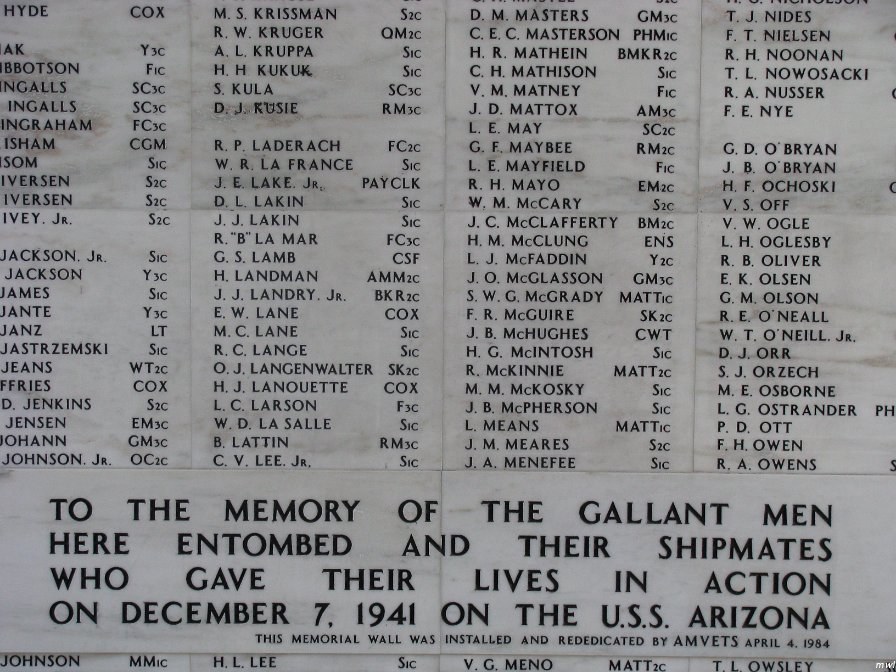 HYDE COX
AK Y3C
IBBOTSON F1C
INGALLS SC3C
INGALLS SC3C
INGRAHAM FC3C
ISHAM CGM
ISOM S1C
IVERSEN S2C
IVERSEN S2C
IVEY. JR. S2C
JACKSON. JR. S1C
JACKSON Y3C
JAMES S1C
JANTE Y3C
JANZ LT
JASTRZEMSKI S1C
JEANS WT2C
FFRIES COX
D. JENKINS S2C
JENSEN EM3C
JOHANN GM3C
JOHNSON. JR. OC2C
M. S. KRISSMAN S2C
R. W. KRUGER QM2C
A. L. KRUPPA S1C
H. H KUKUK S1C
S. KULA SC3C
D. J. KUSIE RM3C
R. P. LADERACH FC2C
W. R. LA FRANCE S1C
J. E. LAKE. JR. PAYCLK
D. L. LAKIN S1C
J. J. LAKIN S1C
R. "B" LA MAR FC3C
G. S. LAMB CSF
H. LANDMAN AMM2C
J. J. LANDRY. JR. BKR2C
E. W. LANE COX
M. C. LANE S1C
R. C. LANGE S1C
O. J. LANGENWALTER SK2C
H. J. LANOUETTE COX
L. C. LARSON F3C
W. D. LA SALLE S1C
B. LATTIN RM3C
C. V. LEE. JR. S1C
D. M. MASTERS GM3C
C. E. C. MASTERSON PHM1C
H. R. MATHEIN BMKR2C
C. H. MATHISON S1C
V. M. MATNEY F1C
J. D. MATTOX AM3C
L. E. MAY SC2C
G. F. MAYBEE RM2C
L. E. MAYFIELD F1C
R. H. MAYO EM2C
W. M. MCCARY S2C
J. C. MCCLAFFERTY BM2C
H. M. MCCLUNG ENS
L. J. MCFADDIN Y2C
J. O. MCGLASSON GM3C
S. W. G. MCGRADY MATT1C
F. R. MCGUIRE SK2C
J. B. MCHUGHES CWT
H. G. MCINTOSH S1C
R. MCKINNIE MATT2C
M. M. MCKOSKY S1C
J. B. MCPHERSON S1C
L. MEANS MATT1C
J. M. MEARES S2C
J. A. MENEFEE S1C
T. J. NIDES
F. T. NIELSEN
R. H. NOONAN
T. L. NOWOSACKI
R. A. NUSSER
F. E. NYE
G. D. O'BRYAN
J. B. O'BRYAN
H. F. OCHOSKI
V. S. OFF
V. W. OGLE
L. H. OGLESBY
R. B. OLIVER
E. K. OLSEN
G. M. OLSON
R. E. O'NEALL
W. T. O'NEILL. JR.
D. J. ORR
S. J. ORZECH
M. E. OSBORNE
L. G. OSTRANDER PH
P. D. OTT
F. H. OWEN
R. A. OWENS
TO THE MEMORY OF THE GALLANT MEN
HERE ENTOMBED AND THEIR SHIPMATES
WHO GAVE THEIR LIVES IN ACTION
ON DECEMBER 7, 1941 ON THE U.S.S. ARIZONA
THIS MEMORIAL WALL WAS INSTALLED AND REDEDICATED BY AMVETS APRIL 4, 1984
JOHNSON MM1C
H. L. LEE S1C
V. G. MENO MATT2C
T. L. OWSLEY